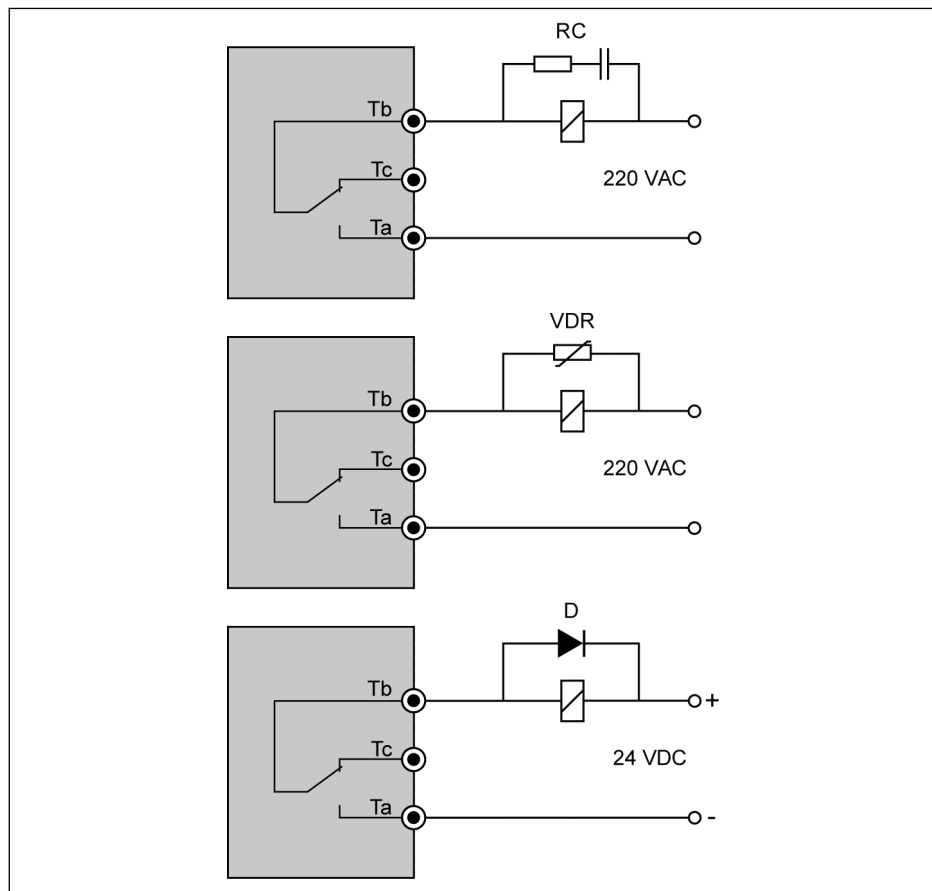 RC
Tb
Tc
220 VAC
Ta
VDR
Tb
Tc
220 VAC
Ta
D
Tb
+
Tc
24 VDC
Ta
-